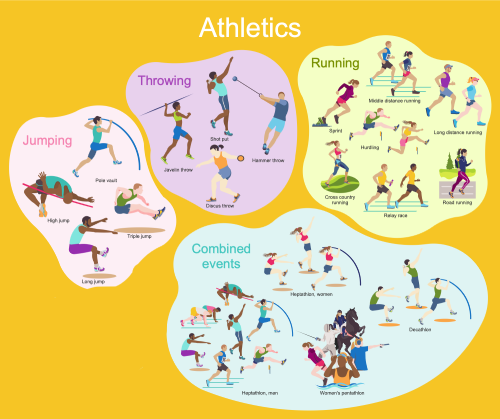 Athletics
Throwing
Running
Jumping
Middle distance running
Sprint
Shot put
Hunting
Long distance running
Javelin throw
Hammer throw
Pole vault
Discus throw
Cross country
running
Road running
Relay race
High jump
Triple jump
Long jump
Combined
events
Heptathlon, women
Decathlon
Heptathlon, man
Women's pentathlon